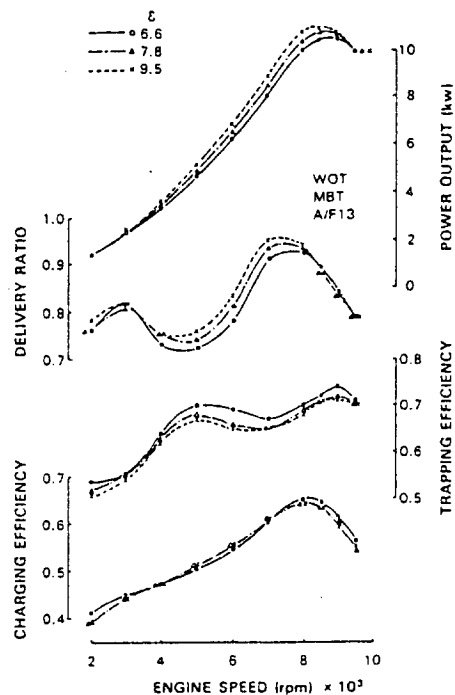 ε
6.6
7.8
9.5
10
8
6
4
2
0
POWER OUTPUT (kw)
WOT
MBT
A/F13
1.0
0.9
0.8
0.7
DELIVERY RATIO
0.8
0.7
0.6
0.5
TRAPPING EFFICIENCY
0.7
0.6
0.5
0.4
CHARGING EFFICIENCY
2 4 6 8 10
ENGINE SPEED (rpm) × 10³